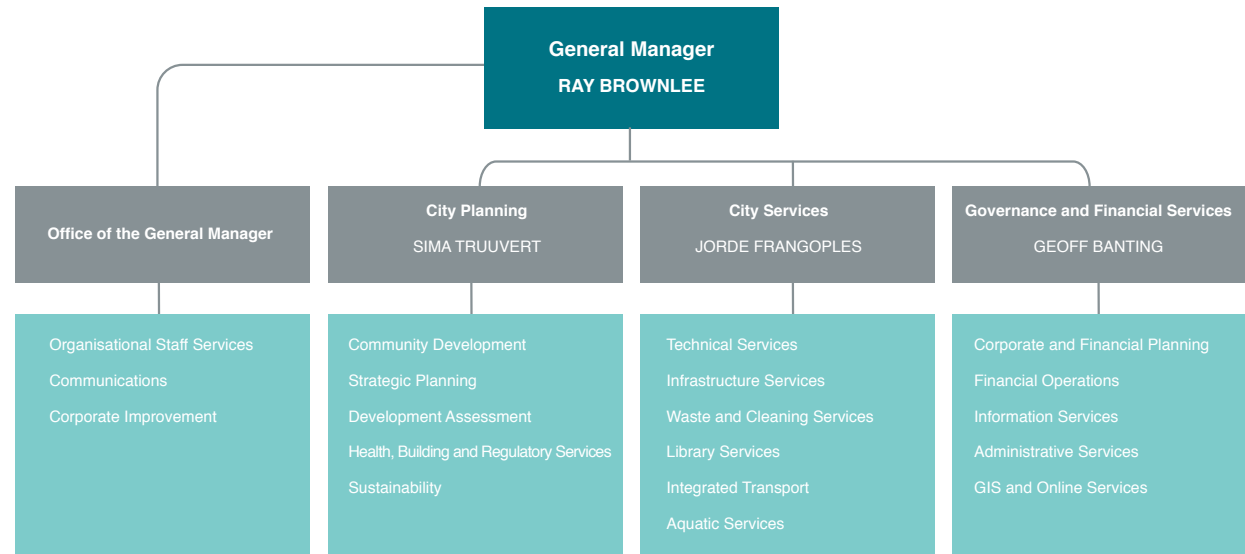 General Manager
RAY BROWNLEE
Office of the General Manager
City Planning
SIMA TRUUVERT
City Services
JORDE FRANGOPLES
Governance and Financial Services
GEOFF BANTING
Organisational Staff Services
Communications
Corporate Improvement
Community Development
Strategic Planning
Development Assessment
Health, Building and Regulatory Services
Sustainability
Technical Services
Infrastructure Services
Waste and Cleaning Services
Library Services
Integrated Transport
Aquatic Services
Corporate and Financial Planning
Financial Operations
Information Services
Administrative Services
GIS and Online Services